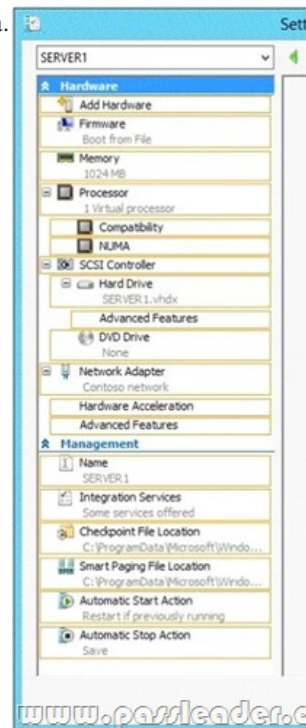 Sett
SERVER1
Hardware
Add Hardware
Firmware
Boot from File
Memory
1024 MB
Processor
1 Virtual processor
Compatibility
NUMA
SCSI Controller
Hard Drive
SERVER1.vhdx
Advanced Features
DVD Drive
None
Network Adapter
Contoso network
Hardware Acceleration
Advanced Features
Management
Name
SERVER1
Integration Services
Some services offered
Checkpoint File Location
C:\ProgramData\Microsoft\Windo...
Smart Paging File Location
C:\ProgramData\Microsoft\Windo...
Automatic Start Action
Restart if previously running
Automatic Stop Action
Save
www.passleader.c